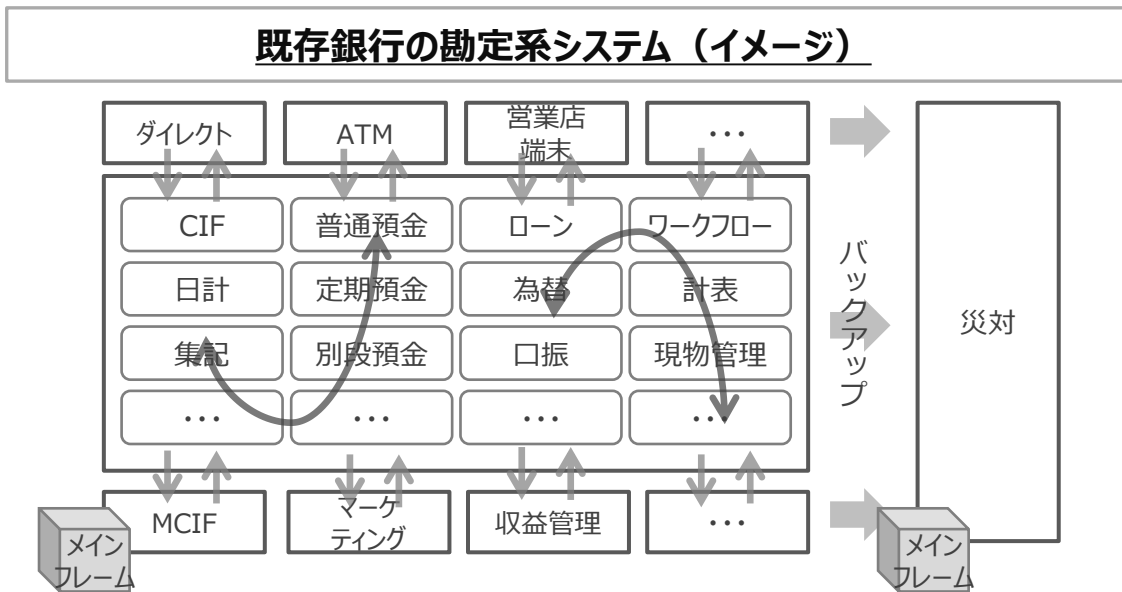 既存銀行の勘定系システム（イメージ）
ダイレクト
ATM
営業店
端末
・・・
CIF
普通預金
ローン
ワークフロー
日計
定期預金
為替
計表
集記
別段預金
口振
現物管理
・・・
・・・
・・・
・・・
MCIF
マーケ
ティング
収益管理
・・・
バックアップ
災対
メイン
フレーム
メイン
フレーム